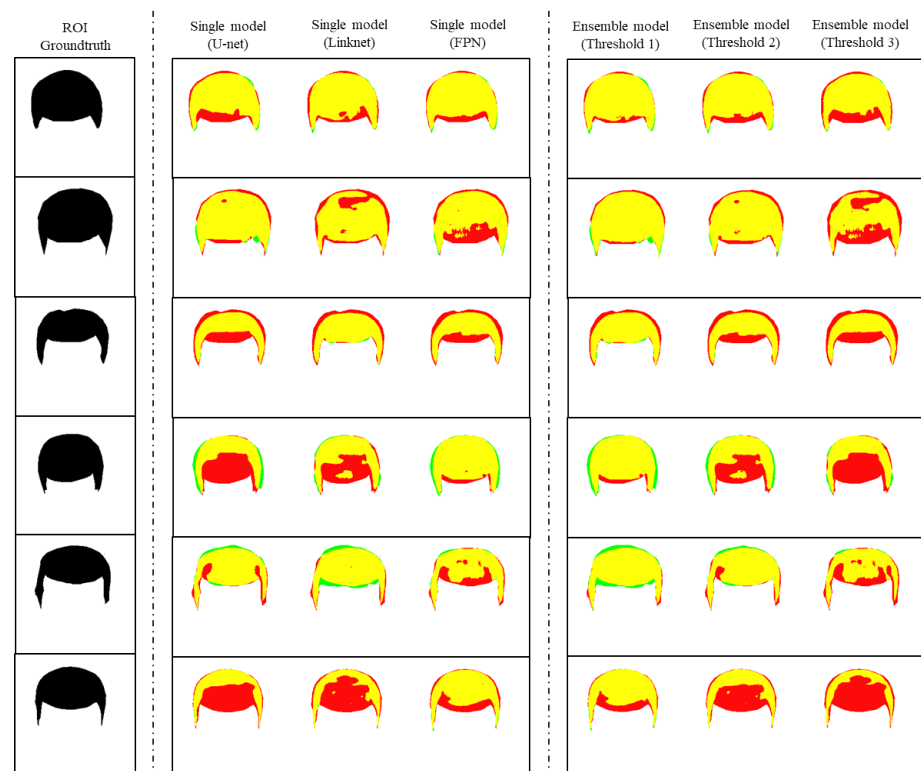 ROI
Groundtruth
Single model
(U-net)
Single model
(Linknet)
Single model
(FPN)
Ensemble model
(Threshold 1)
Ensemble model
(Threshold 2)
Ensemble model
(Threshold 3)